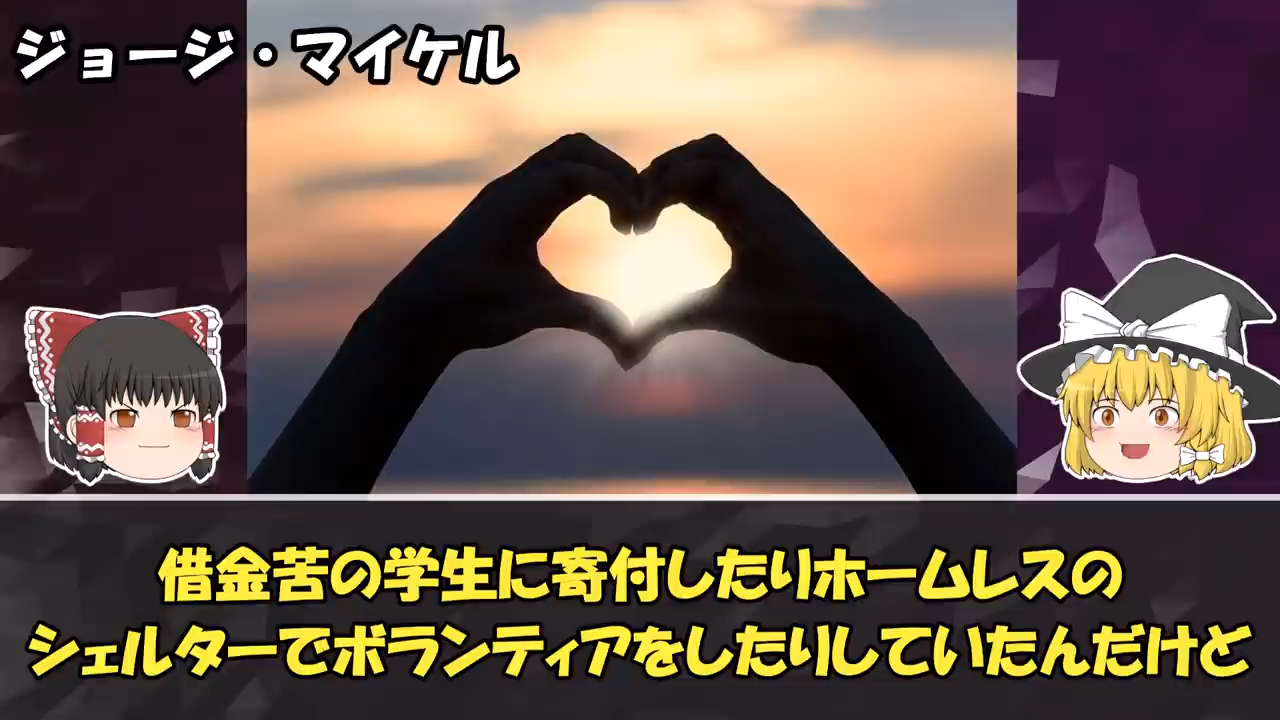 ジョージ・マイケル
借金苦の学生に寄付したりホームレスの
シェルターでボランティアをしたりしていたんだけど